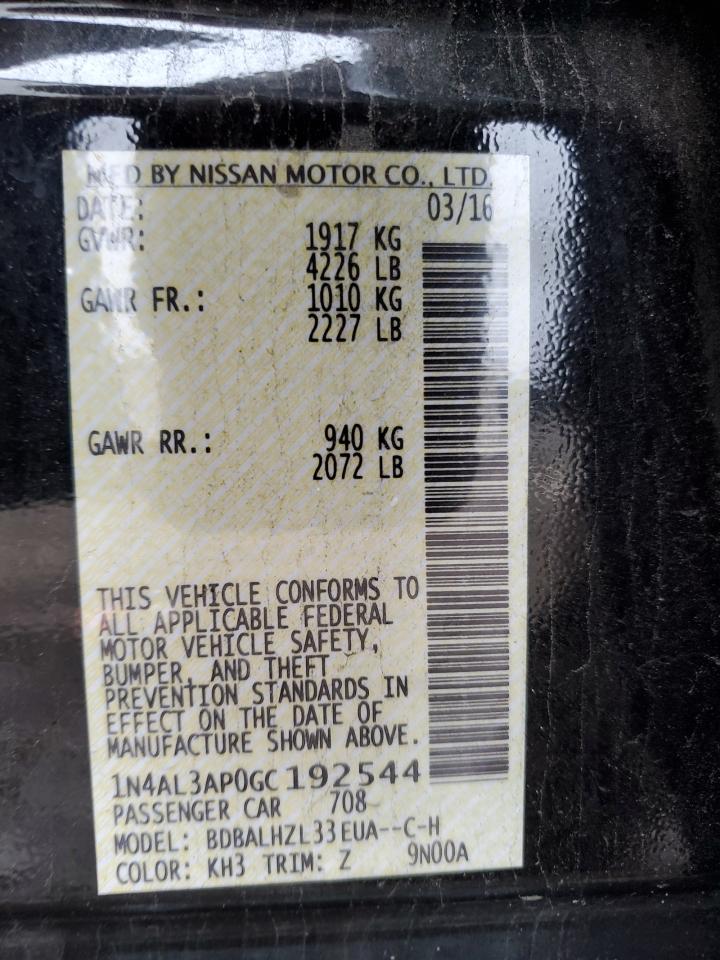 MFD BY NISSAN MOTOR CO., LTD.
DATE: 03/16
GVWR: 1917 KG
4226 LB
GAWR FR.: 1010 KG
2227 LB
GAWR RR.: 940 KG
2072 LB
THIS VEHICLE CONFORMS TO
ALL APPLICABLE FEDERAL
MOTOR VEHICLE SAFETY,
BUMPER, AND THEFT
PREVENTION STANDARDS IN
EFFECT ON THE DATE OF
MANUFACTURE SHOWN ABOVE.
1N4AL3AP0GC192544
PASSENGER CAR 708
MODEL: BDBALHZL33EUA--C-H
COLOR: KH3 TRIM: Z 9N00A